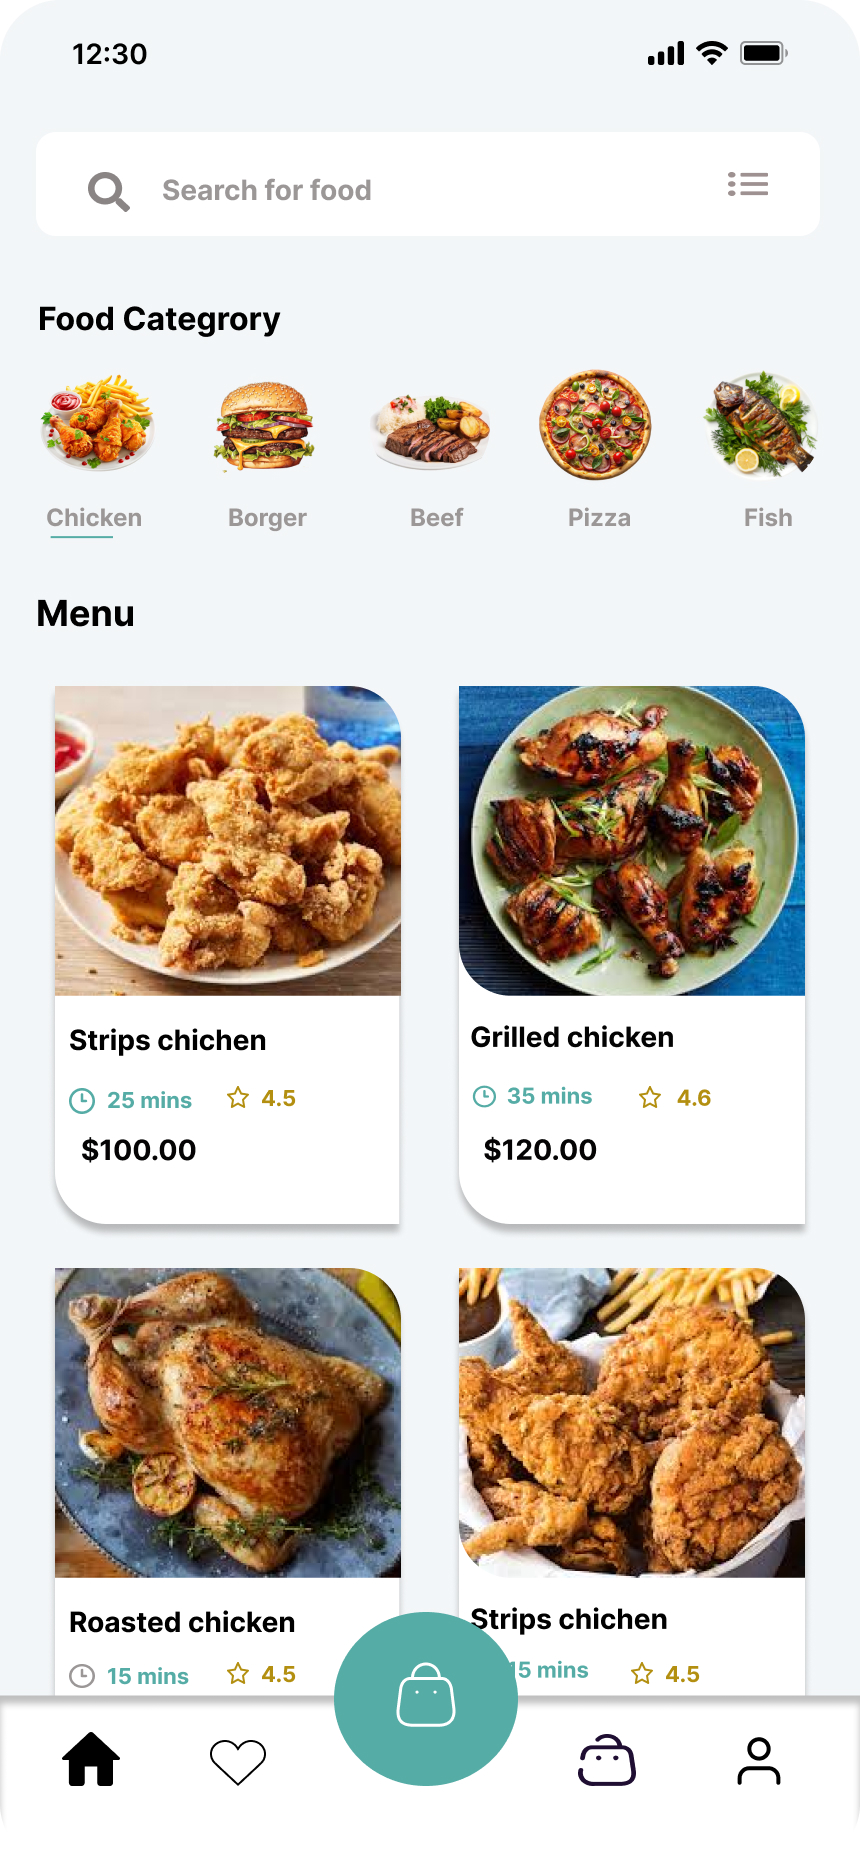 12:30
Search for food
Food Categrory
Chicken Borger Beef Pizza Fish
Menu
Strips chichen
25 mins 4.5
$100.00
Grilled chicken
35 mins 4.6
$120.00
Roasted chicken
15 mins 4.5
Strips chichen
15 mins 4.5